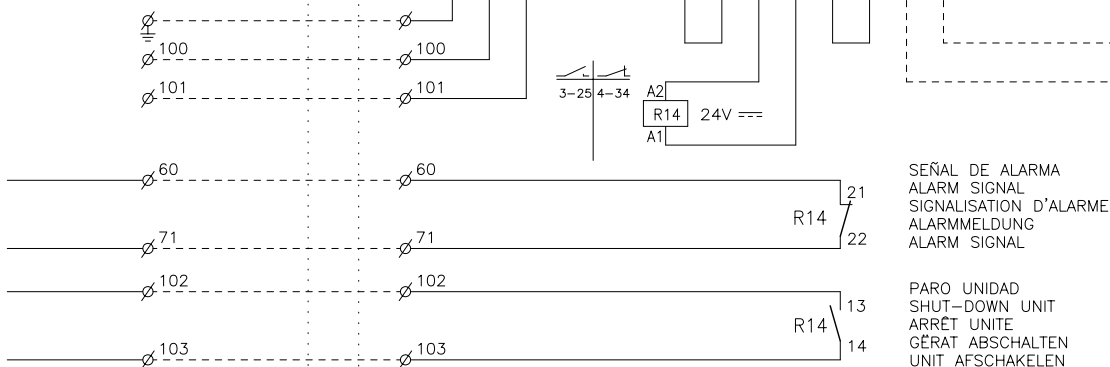 100 100
101 101
3-25 4-34
A2
R14 24V
A1
60 60
21
R14
22
71 71
SEÑAL DE ALARMA
ALARM SIGNAL
SIGNALISATION D'ALARME
ALARMMELDUNG
ALARM SIGNAL
102 102
13
R14
14
103 103
PARO UNIDAD
SHUT-DOWN UNIT
ARRÊT UNITE
GËRAT ABSCHALTEN
UNIT AFSCHAKELEN